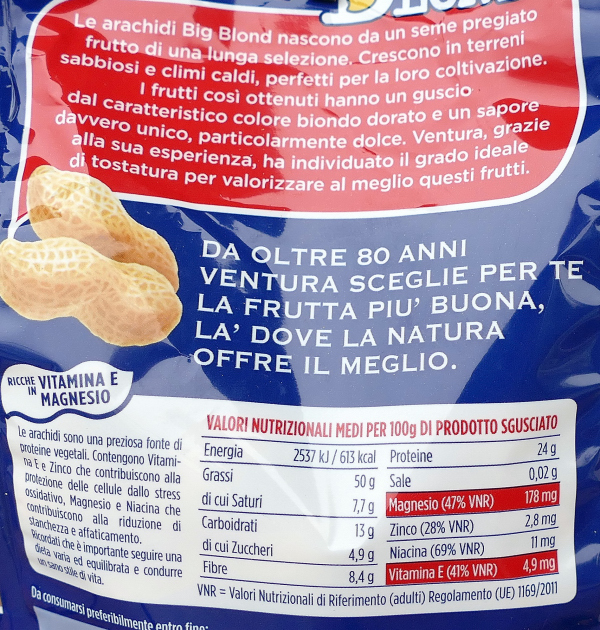 Le arachidi Big Blond nascono da un seme pregiato
frutto di una lunga selezione. Crescono in terreni
sabbiosi e climi caldi, perfetti per la loro coltivazione.
I frutti così ottenuti hanno un guscio
dal caratteristico colore biondo dorato e un sapore
davvero unico, particolarmente dolce. Ventura, grazie
alla sua esperienza, ha individuato il grado ideale
di tostatura per valorizzare al meglio questi frutti.
DA OLTRE 80 ANNI
VENTURA SCEGLIE PER TE
LA FRUTTA PIU' BUONA,
LA' DOVE LA NATURA
OFFRE IL MEGLIO.
RICCHE IN VITAMINA E
MAGNESIO
Le arachidi sono una preziosa fonte di
proteine vegetali. Contengono Vitami-
na E e Zinco che contribuiscono alla
protezione delle cellule dallo stress
ossidativo, Magnesio e Niacina che
contribuiscono alla riduzione di
stanchezza e affaticamento.
Ricordati che è importante seguire una
dieta varia ed equilibrata e condurre
un sano stile di vita.
VALORI NUTRIZIONALI MEDI PER 100g DI PRODOTTO SGUSCIATO
Energia 2537 kJ / 613 kcal
Grassi 50 g
di cui Saturi 7,7 g
Carboidrati 13 g
di cui Zuccheri 4,9 g
Fibre 8,4 g
Proteine 24 g
Sale 0,02 g
Magnesio (47% VNR) 178 mg
Zinco (28% VNR) 2,8 mg
Niacina (69% VNR) 11 mg
Vitamina E (41% VNR) 4,9 mg
VNR = Valori Nutrizionali di Riferimento (adulti) Regolamento (UE) 1169/2011
Da consumarsi preferibilmente entro fine: